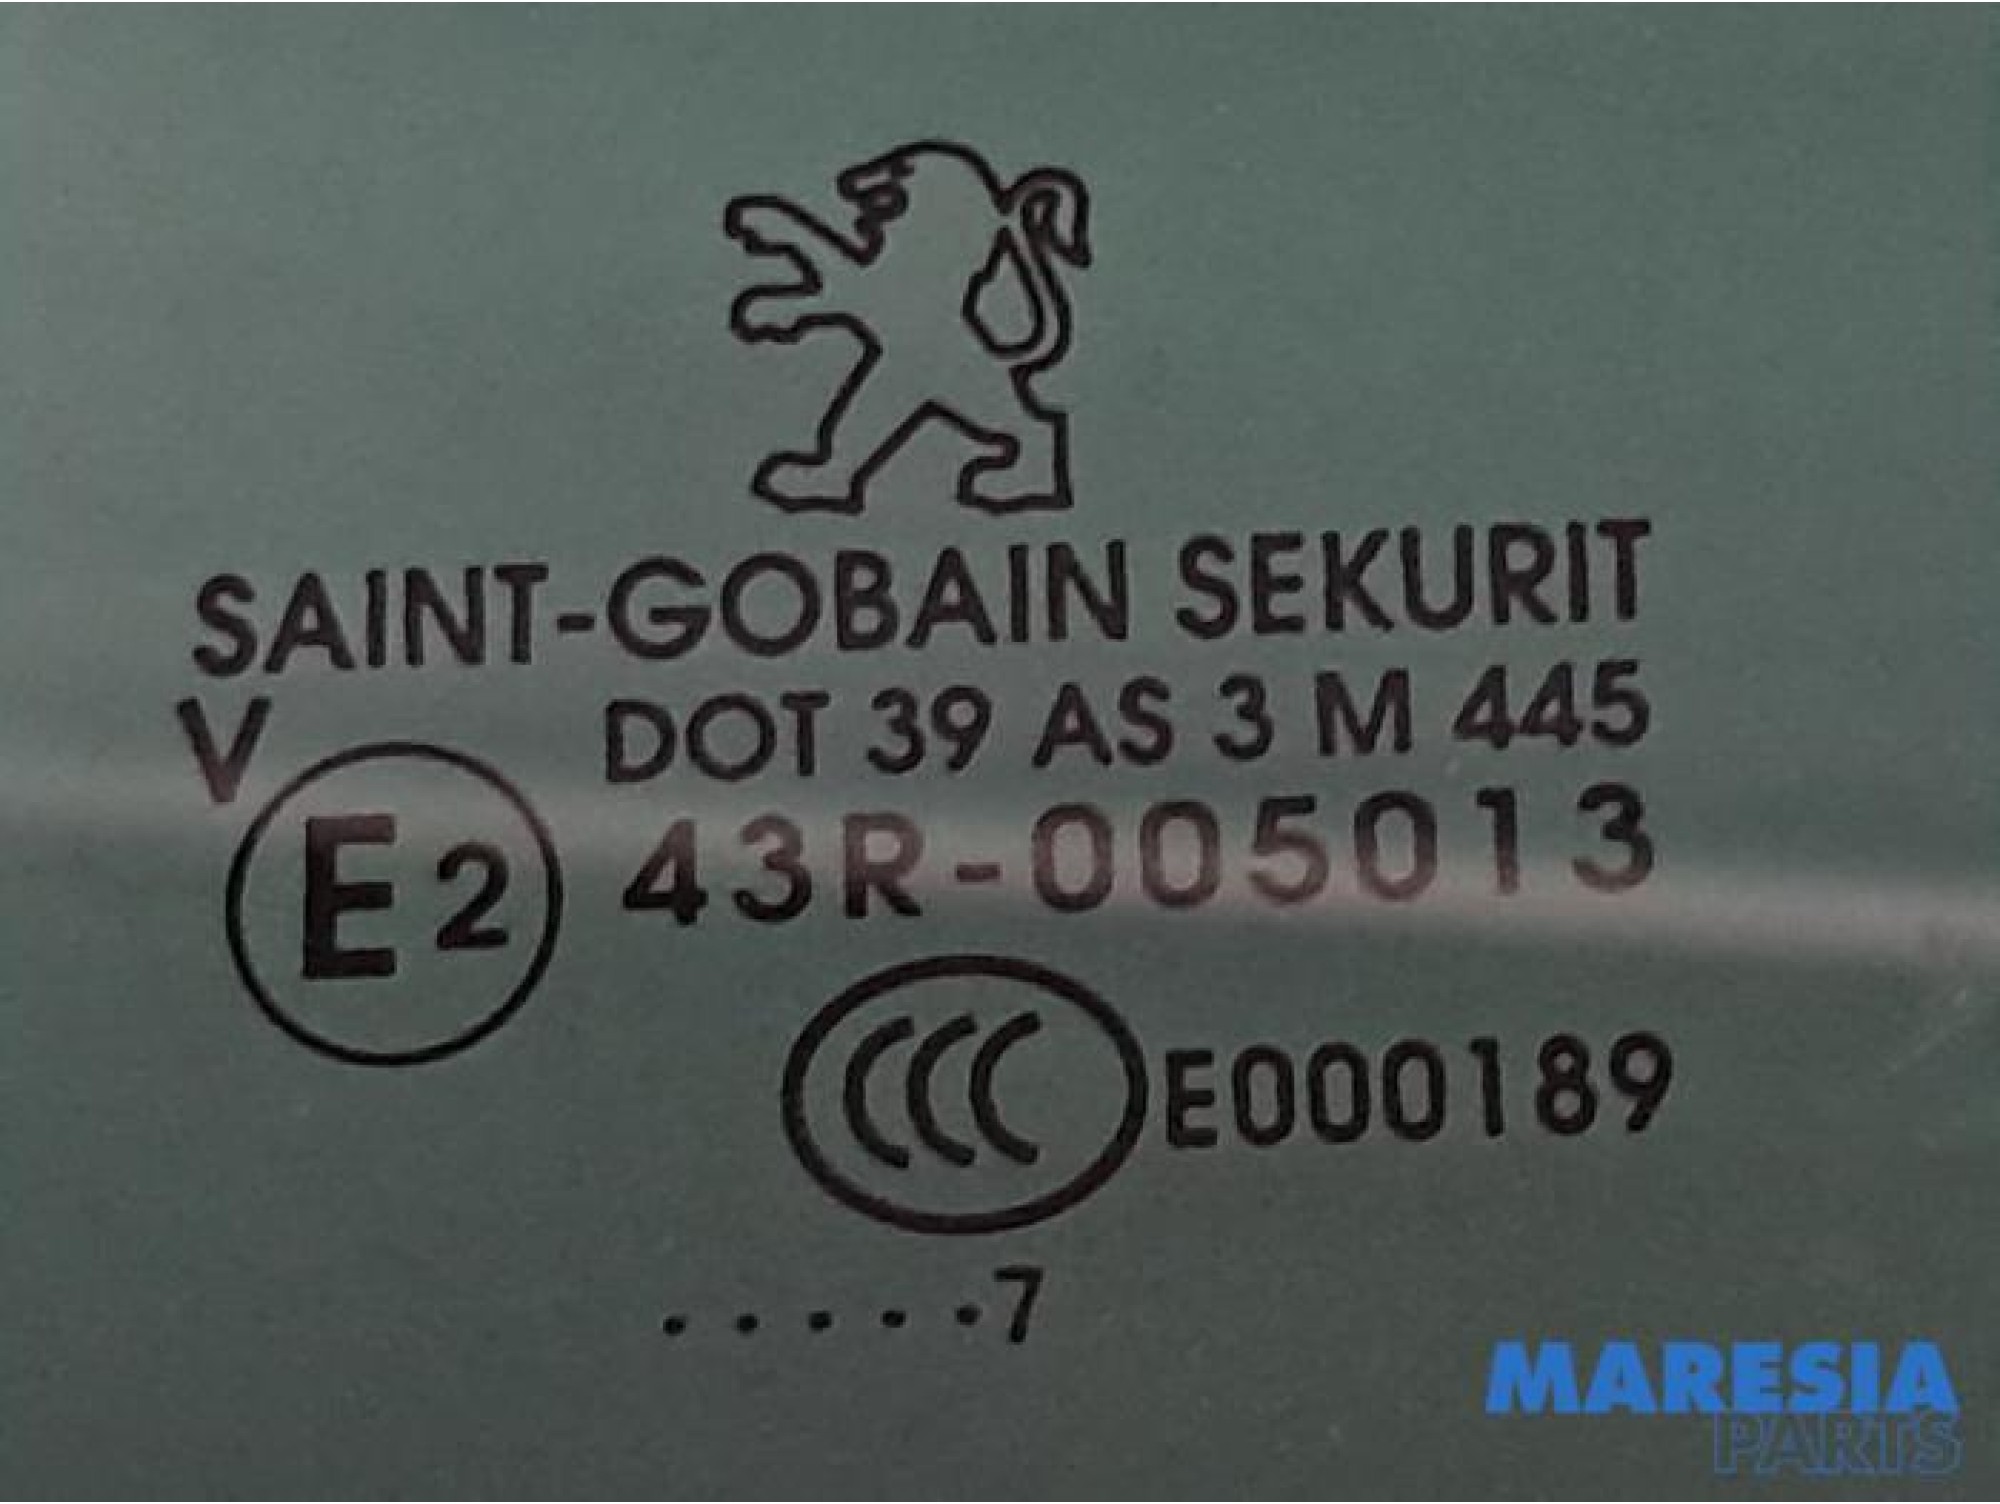 SAINT-GOBAIN SEKURIT
V
DOT 39 AS 3 M 445
E2
43R-005013
CCC E000189
.....7
MARESIA
PARTS